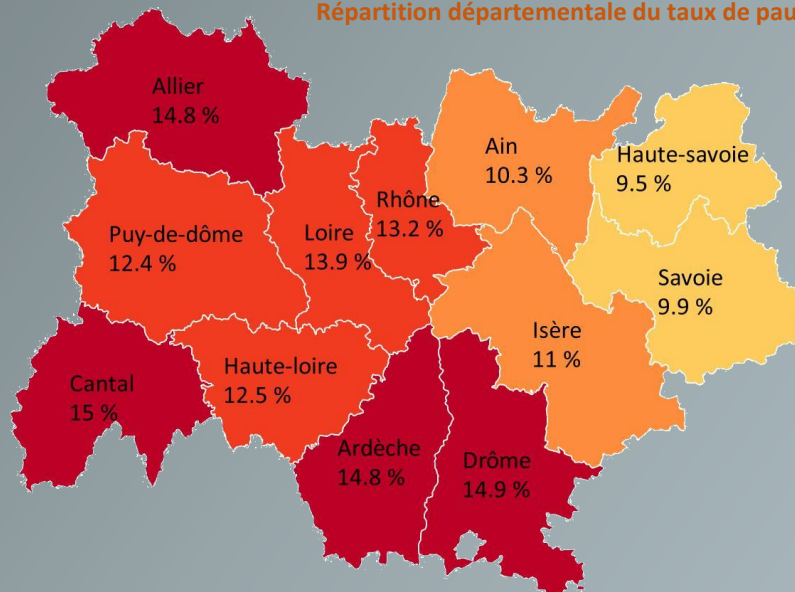 Répartition départementale du taux de
Allier
14.8 %
Ain
10.3 %
Haute-savoie
9.5 %
Rhône
13.2 %
Puy-de-dôme
12.4 %
Loire
13.9 %
Savoie
9.9 %
Isère
11 %
Haute-loire
12.5 %
Cantal
15 %
Ardèche
14.8 %
Drôme
14.9 %